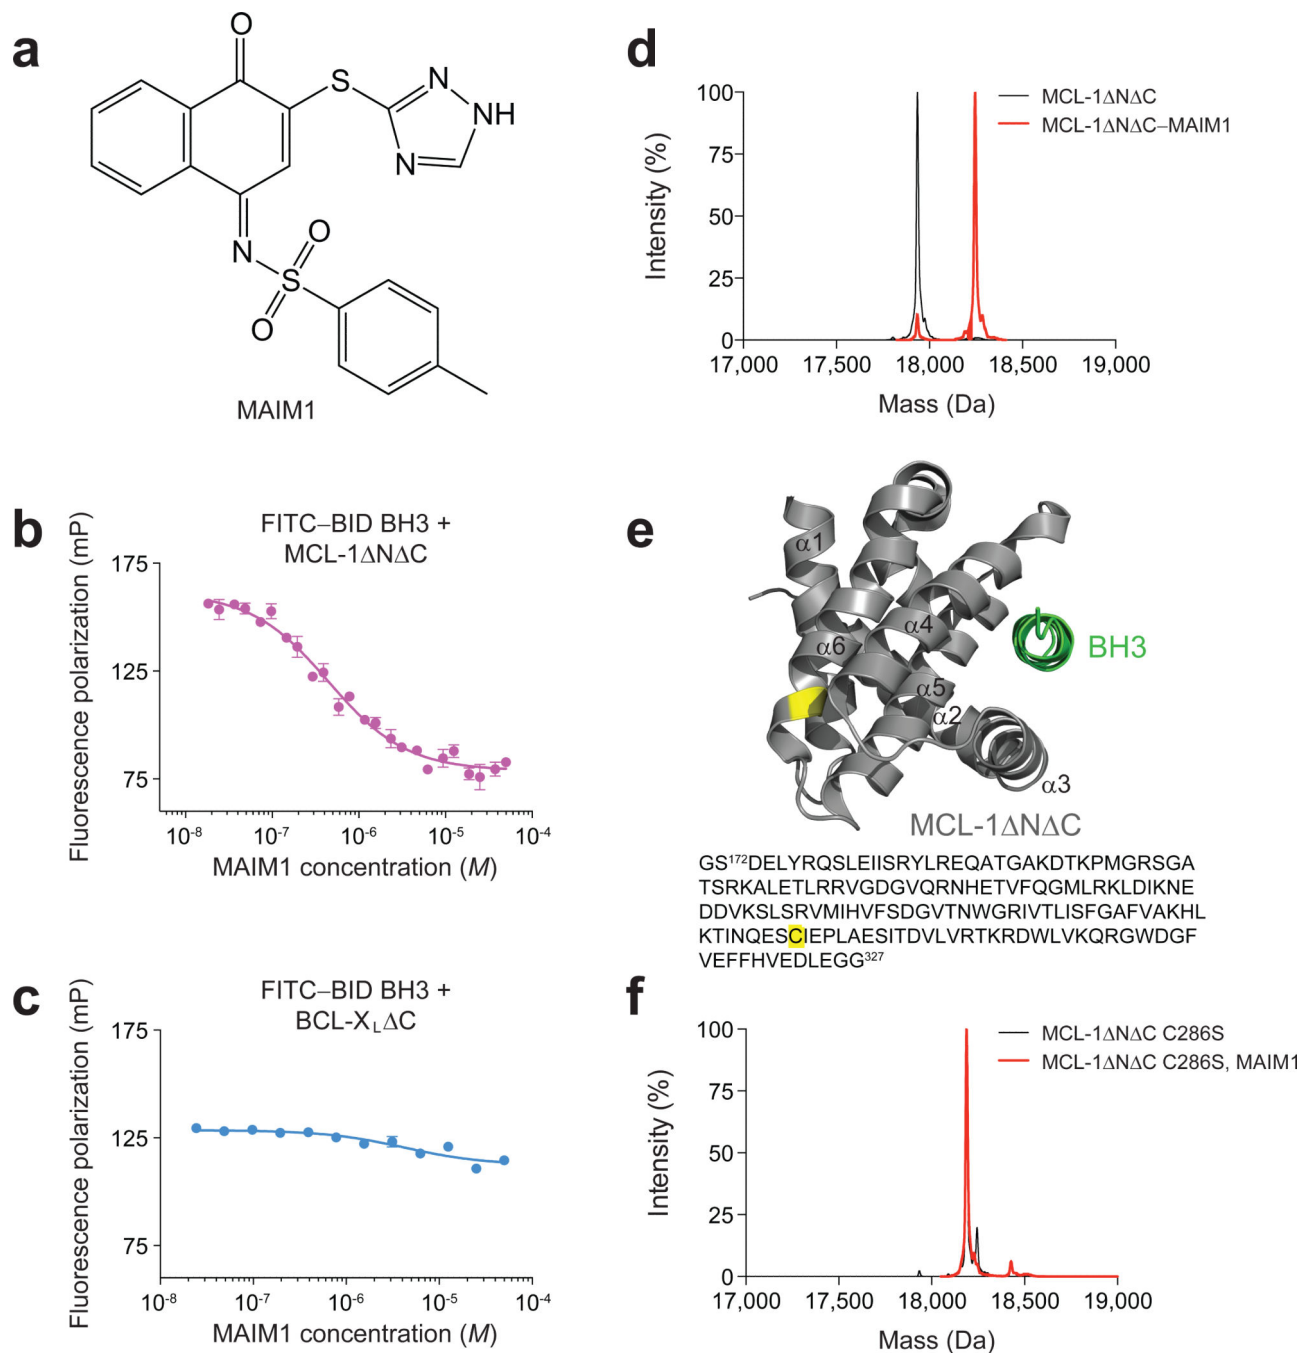 a
O
S
N
NH
N
N
O
S
O
MAIM1
b
FITC–BID BH3 +
MCL-1ΔNΔC
Fluorescence polarization (mP)
175
125
75
10⁻⁸
10⁻⁷
10⁻⁶
10⁻⁵
10⁻⁴
MAIM1 concentration (M)
c
FITC–BID BH3 +
BCL-X_LΔC
Fluorescence polarization (mP)
175
125
75
10⁻⁸
10⁻⁷
10⁻⁶
10⁻⁵
10⁻⁴
MAIM1 concentration (M)
d
MCL-1ΔNΔC
MCL-1ΔNΔC–MAIM1
Intensity (%)
100
75
50
25
0
17,000
17,500
18,000
18,500
19,000
Mass (Da)
e
α1
α4
α6
α5
α2
α3
BH3
MCL-1ΔNΔC
GS¹⁷²DELYRQSLEIISRYLREQATGAKDTKPMGRSGA
TSRKALETLRRVGDGVQRNHETVFQGMLRKLDIKNE
DDVKSLSRVMIHVFSDGVTNWGRIVTLISFGAFVAKHL
KTINQESCIEPLAESITDVLVRTKRDWLVKQRGWDGF
VEFFHVEDLEGG³²⁷
f
MCL-1ΔNΔC C286S
MCL-1ΔNΔC C286S, MAIM1
Intensity (%)
100
75
50
25
0
17,000
17,500
18,000
18,500
19,000
Mass (Da)